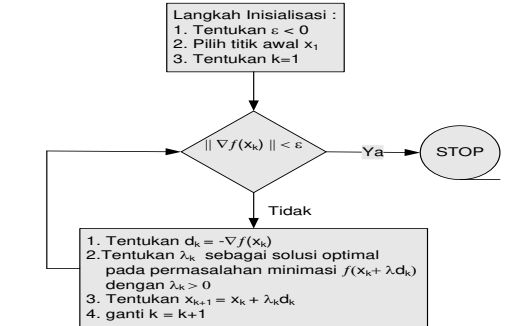 Langkah Inisialisasi :
1. Tentukan ε < 0
2. Pilih titik awal x₁
3. Tentukan k=1
|| ∇f(xₖ) || < ε
Ya
STOP
Tidak
1. Tentukan dₖ = -∇f(xₖ)
2.Tentukan λₖ sebagai solusi optimal
pada permasalahan minimasi f(xₖ+ λdₖ)
dengan λₖ > 0
3. Tentukan xₖ₊₁ = xₖ + λₖdₖ
4. ganti k = k+1